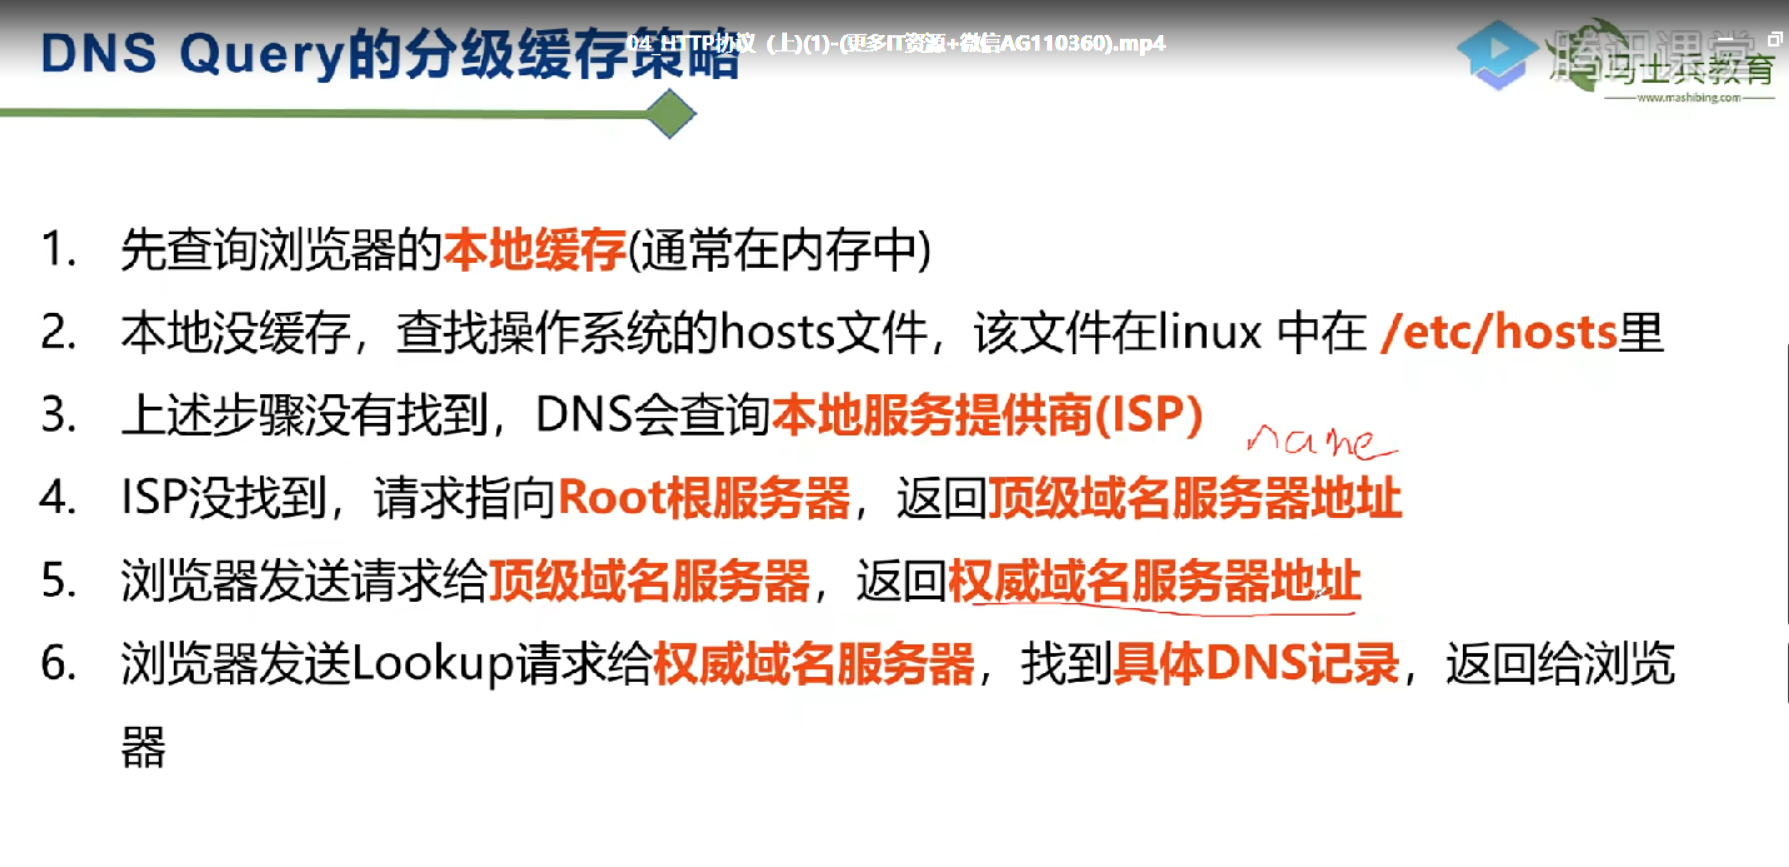 04_HTTP协议（上)(1)-(更多IT资源+微信AG110360).mp4
DNS Query的分级缓存策略
腾讯课堂
马士兵教育
www.mashibing.com
1. 先查询浏览器的本地缓存(通常在内存中)
2. 本地没缓存，查找操作系统的hosts文件，该文件在linux 中在 /etc/hosts里
3. 上述步骤没有找到，DNS会查询本地服务提供商(ISP)
name
4. ISP没找到，请求指向Root根服务器，返回顶级域名服务器地址
5. 浏览器发送请求给顶级域名服务器，返回权威域名服务器地址
6. 浏览器发送Lookup请求给权威域名服务器，找到具体DNS记录，返回给浏览
器